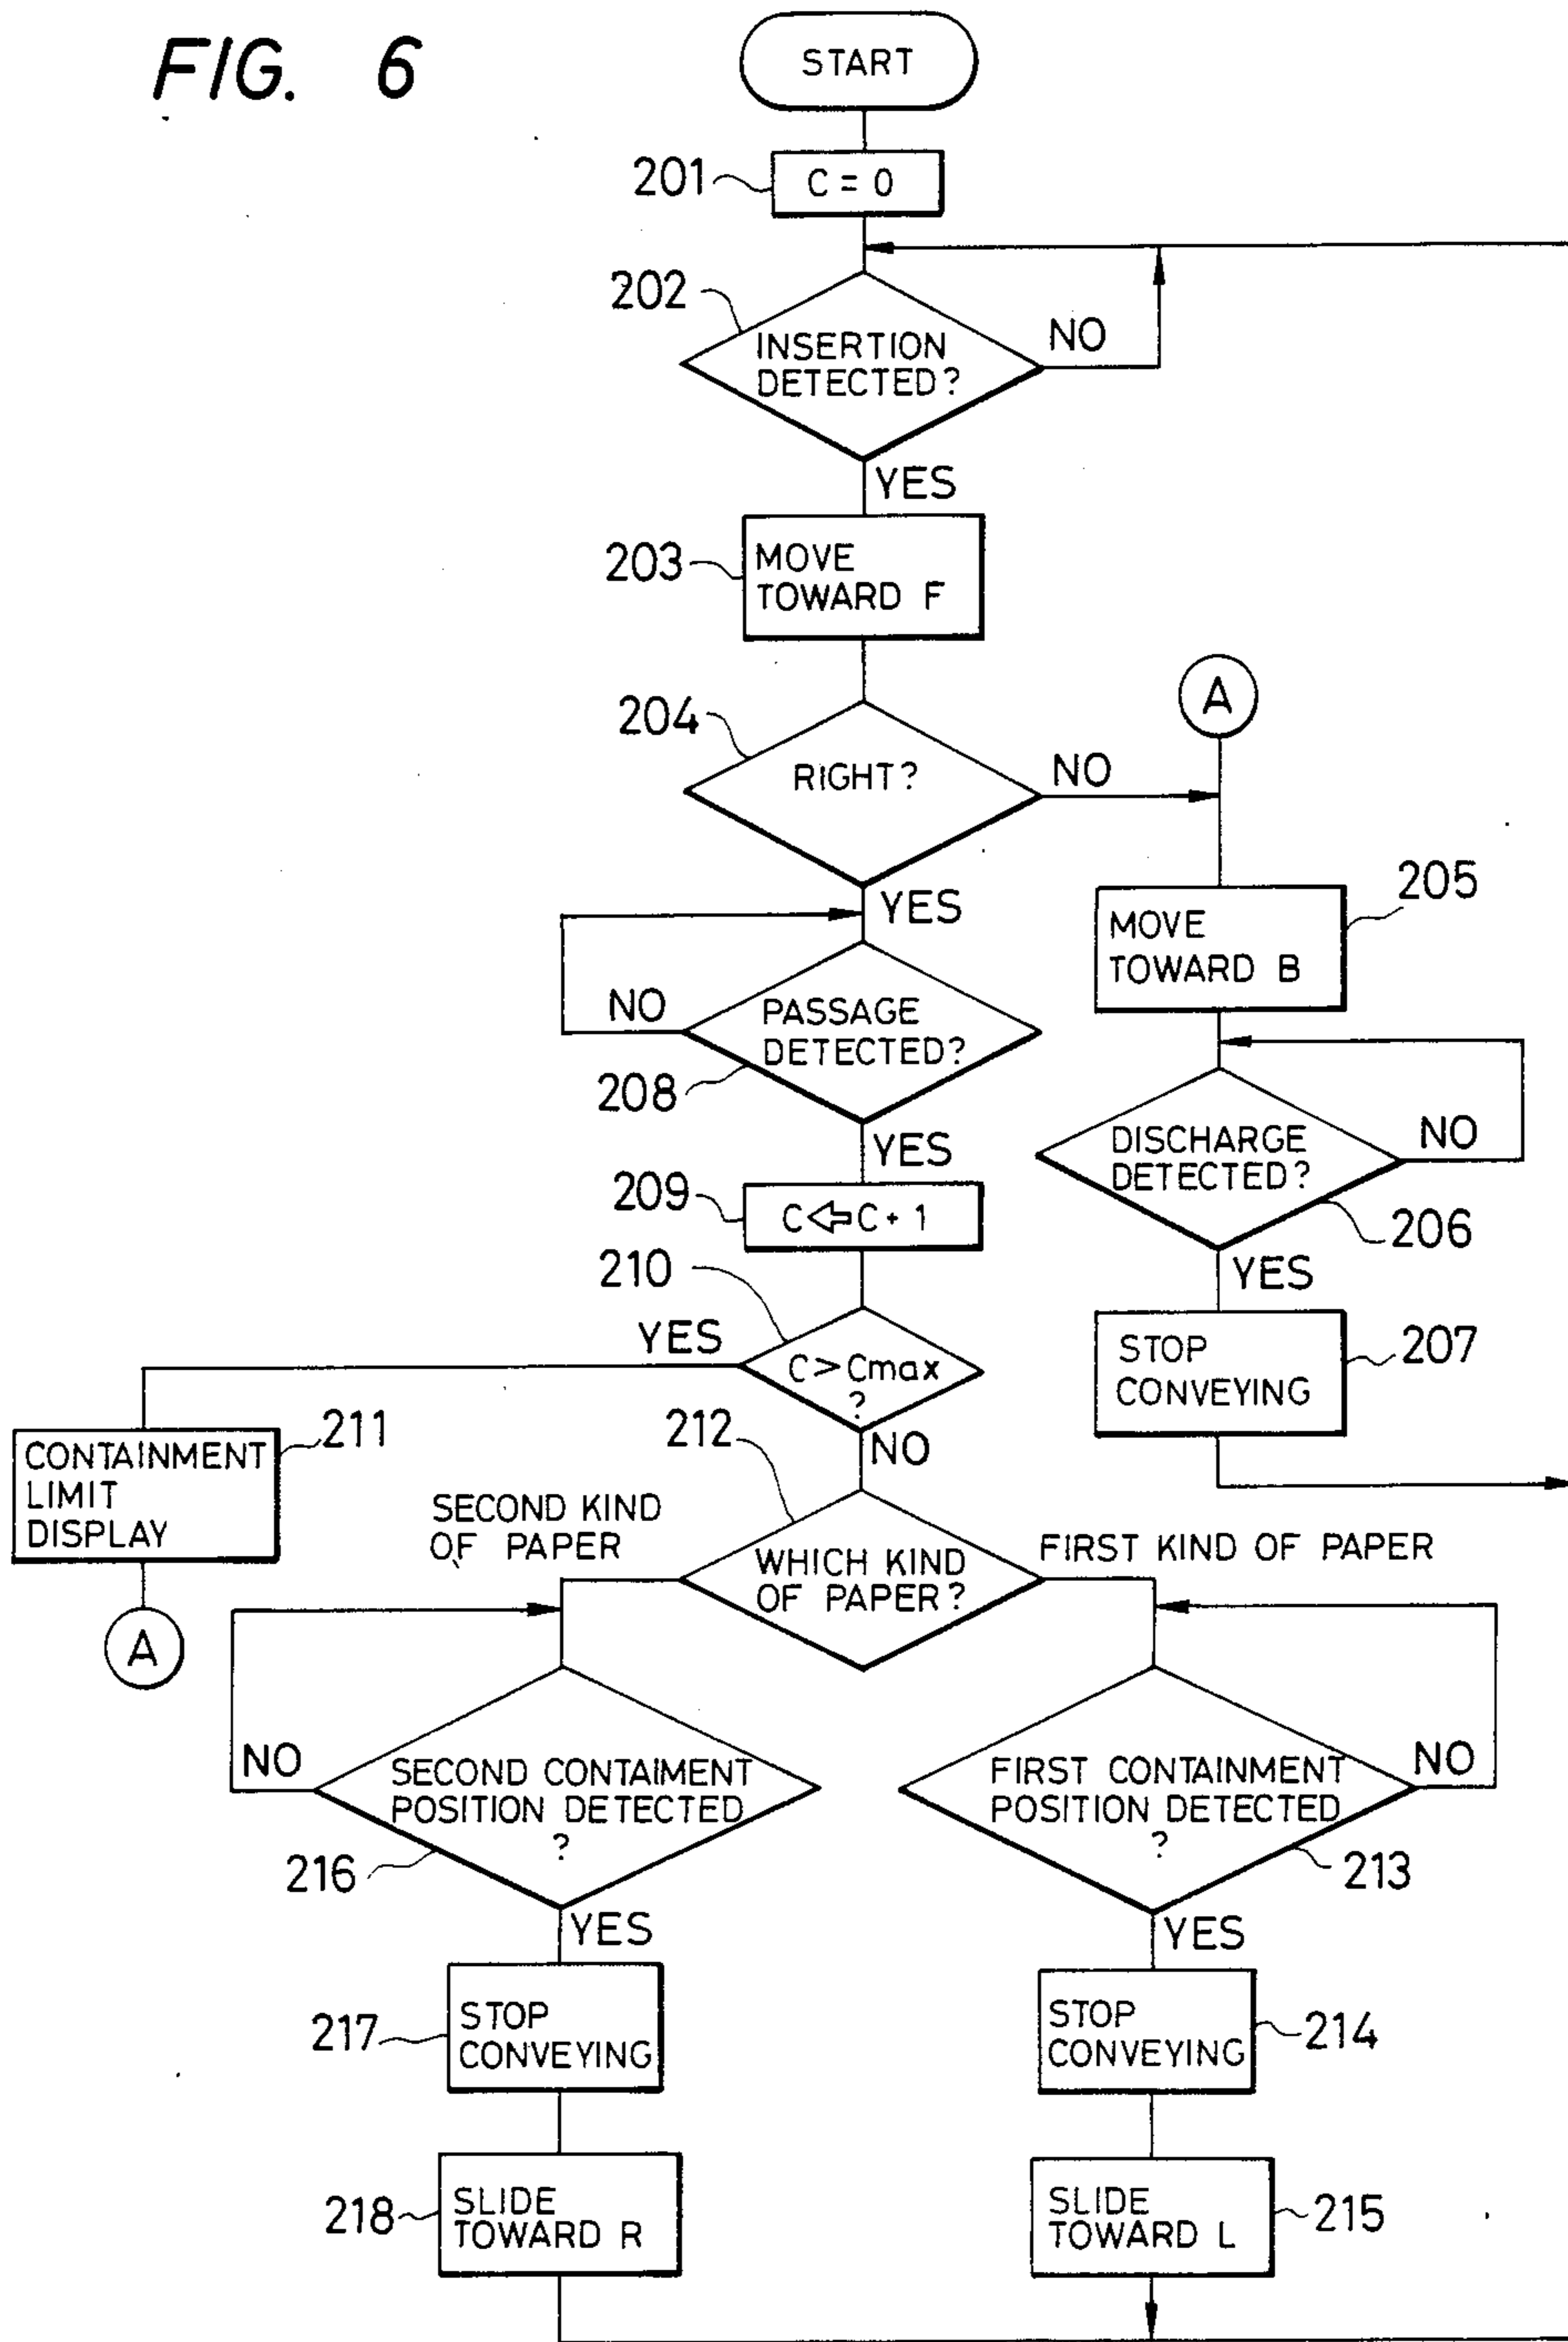 FIG. 6
START
201
C = 0
202
INSERTION
DETECTED?
NO
YES
203
MOVE
TOWARD F
204
RIGHT?
NO
A
YES
205
MOVE
TOWARD B
NO
PASSAGE
DETECTED?
208
YES
DISCHARGE
DETECTED?
NO
206
YES
209
C⇦C + 1
210
YES
C > Cmax
?
NO
STOP
CONVEYING
207
211
CONTAINMENT
LIMIT
DISPLAY
A
212
SECOND KIND
OF PAPER
WHICH KIND
OF PAPER?
FIRST KIND OF PAPER
NO
SECOND CONTAIMENT
POSITION DETECTED
?
216
YES
FIRST CONTAINMENT
POSITION DETECTED
?
NO
213
YES
217
STOP
CONVEYING
STOP
CONVEYING
214
218
SLIDE
TOWARD R
SLIDE
TOWARD L
215